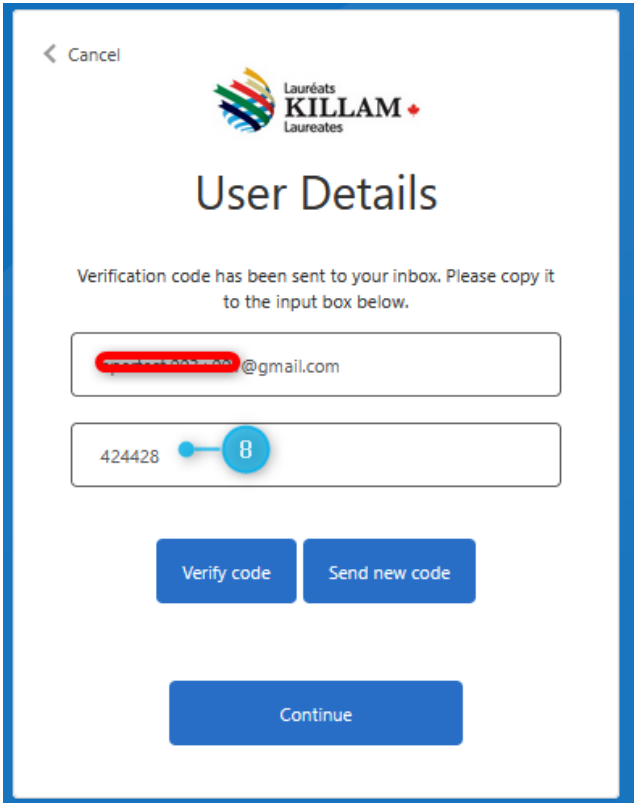 Cancel
Lauréats
KILLAM
Laureates
User Details
Verification code has been sent to your inbox. Please copy it
to the input box below.
@gmail.com
424428
8
Verify code
Send new code
Continue